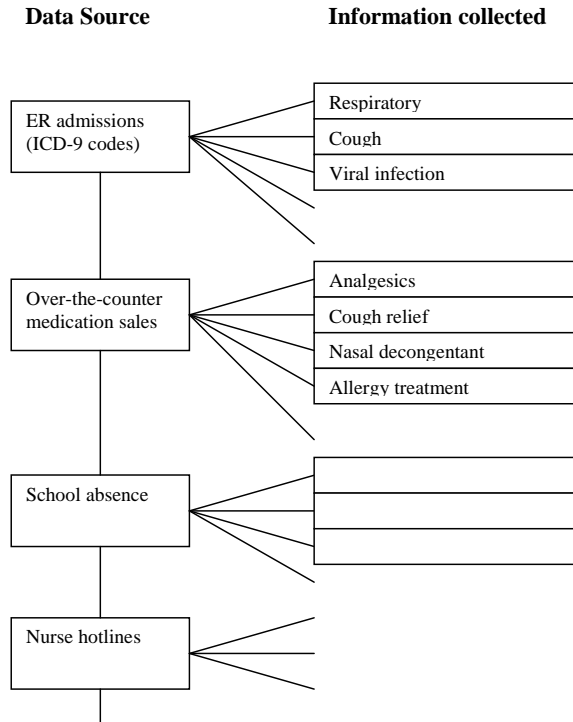 Data Source
Information collected
ER admissions
(ICD-9 codes)
Respiratory
Cough
Viral infection
Over-the-counter
medication sales
Analgesics
Cough relief
Nasal decongentant
Allergy treatment
School absence
Nurse hotlines